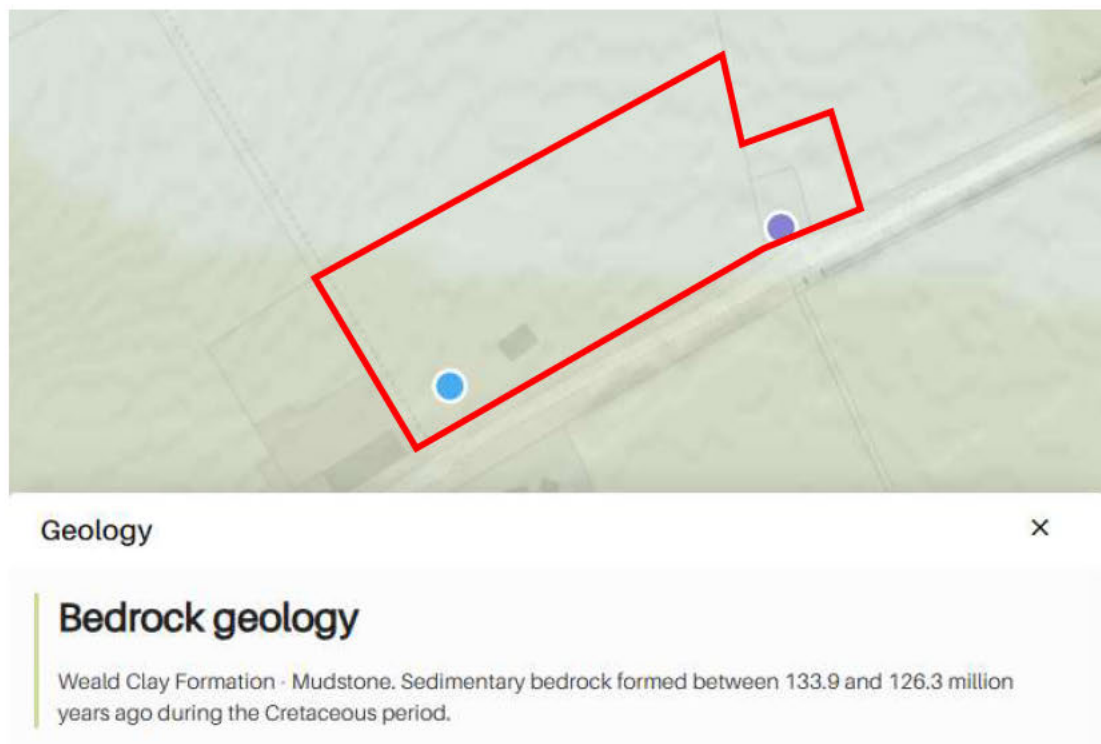 Geology
Bedrock geology
Weald Clay Formation - Mudstone. Sedimentary bedrock formed between 133.9 and 126.3 million
years ago during the Cretaceous period.